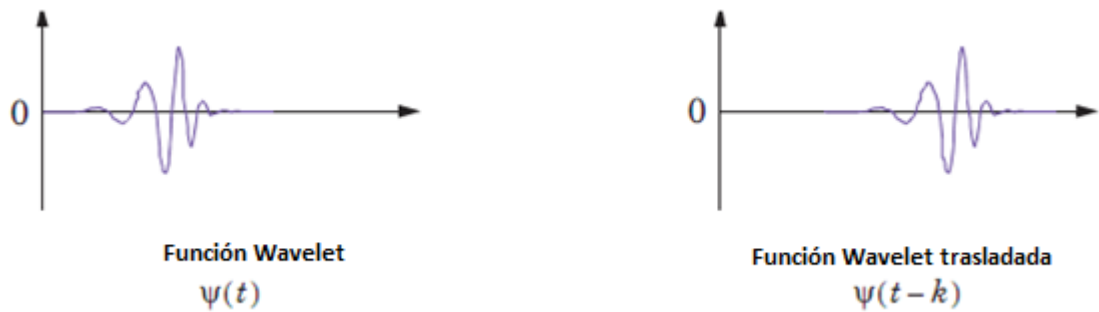 0
Función Wavelet
ψ(t)
0
Función Wavelet trasladada
ψ(t – k)